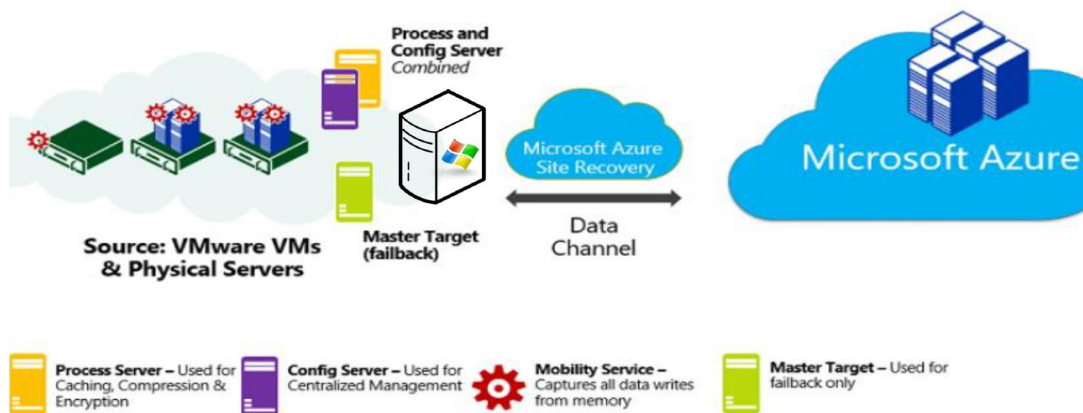 Process and
Config Server
Combined
Microsoft Azure
Site Recovery
Microsoft Azure
Data
Channel
Source: VMware VMs
& Physical Servers
Master Target
(failback)
Process Server – Used for
Caching, Compression &
Encryption
Config Server – Used for
Centralized Management
Mobility Service –
Captures all data writes
from memory
Master Target – Used for
failback only